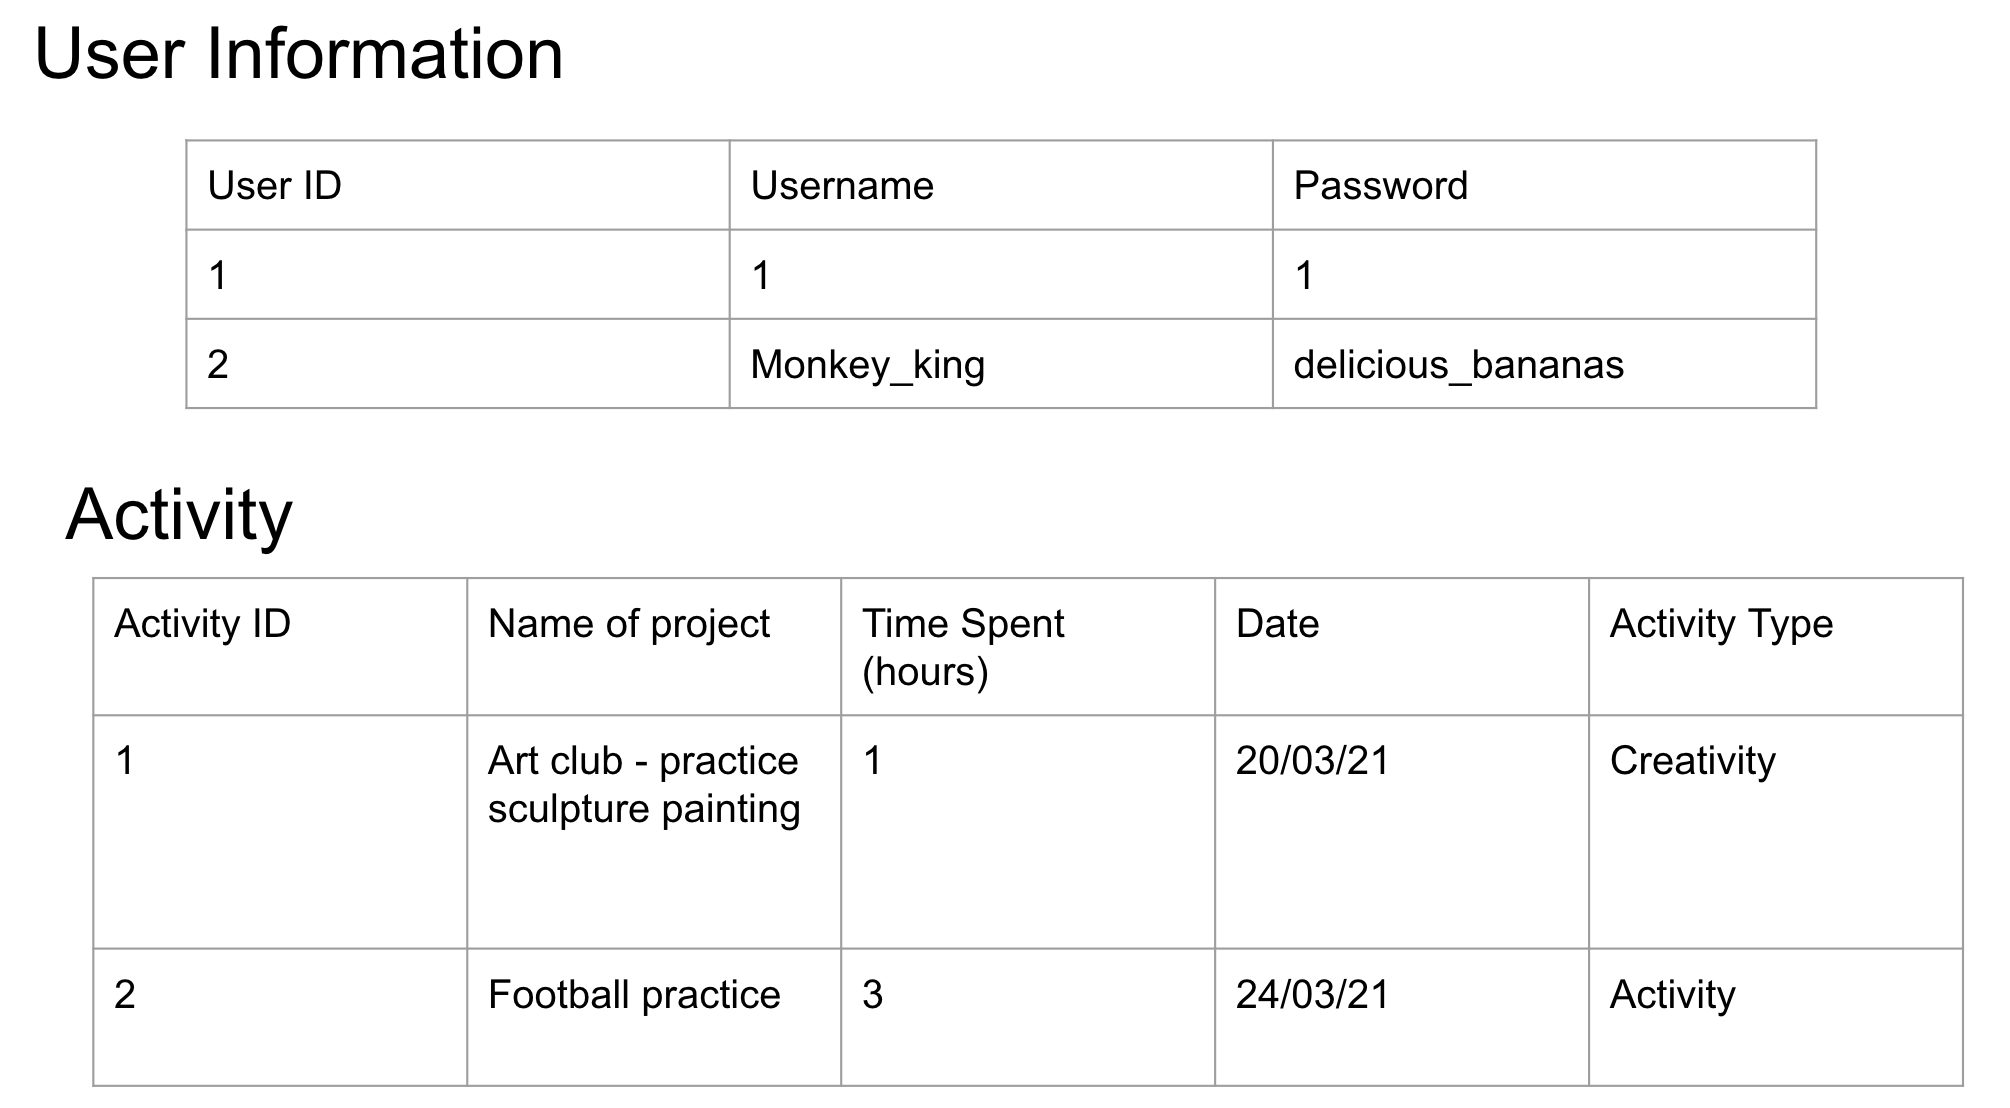 User Information
User ID Username Password
1 1 1
2 Monkey_king delicious_bananas
Activity
Activity ID Name of project Time Spent Date Activity Type
(hours)
1 Art club - practice 1 20/03/21 Creativity
sculpture painting
2 Football practice 3 24/03/21 Activity